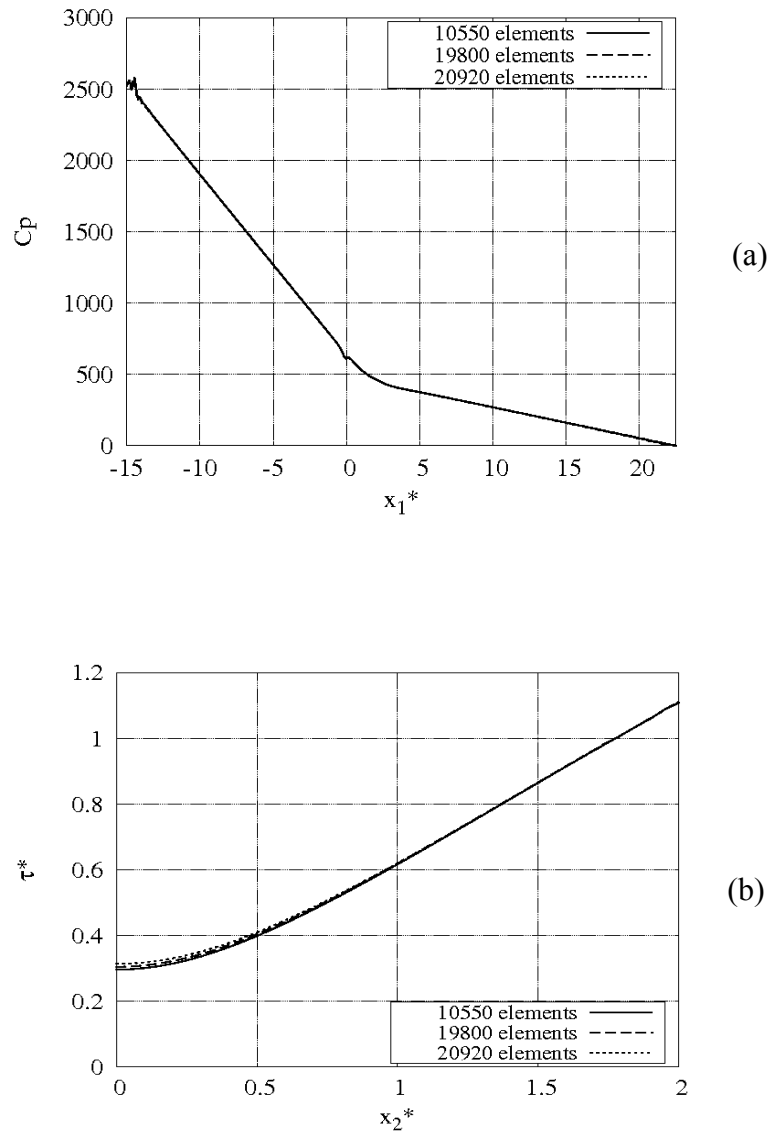 10550 elements
19800 elements
20920 elements
3000
2500
2000
1500
1000
500
0
Cp
-15 -10 -5 0 5 10 15 20
x1*
(a)
1.2
1
0.8
0.6
0.4
0.2
0
τ*
10550 elements
19800 elements
20920 elements
0 0.5 1 1.5 2
x2*
(b)